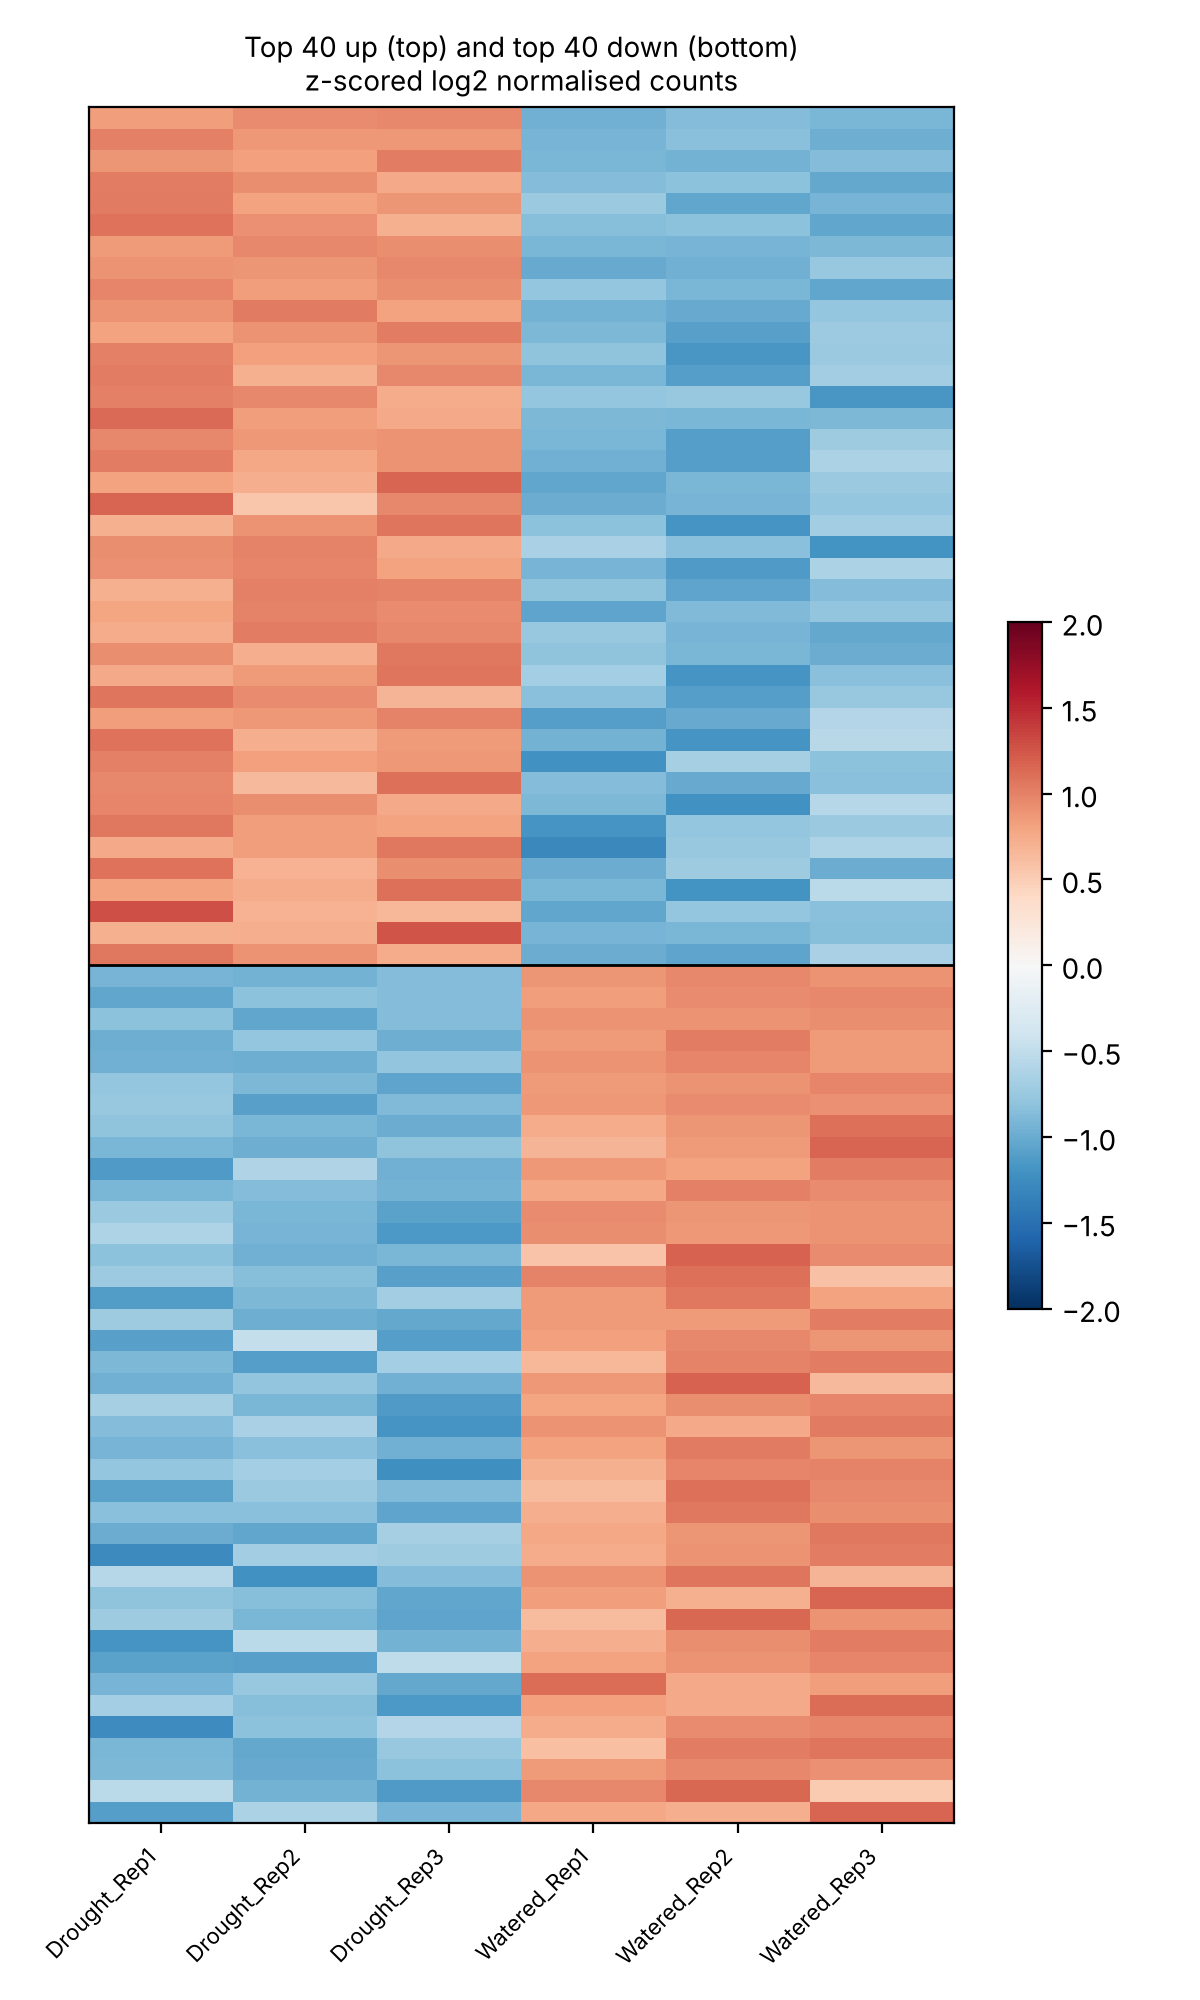 Top 40 up (top) and top 40 down (bottom)
z-scored log2 normalised counts
2.0
1.5
1.0
0.5
0.0
−0.5
−1.0
−1.5
−2.0
Drought_Rep1
Drought_Rep2
Drought_Rep3
Watered_Rep1
Watered_Rep2
Watered_Rep3